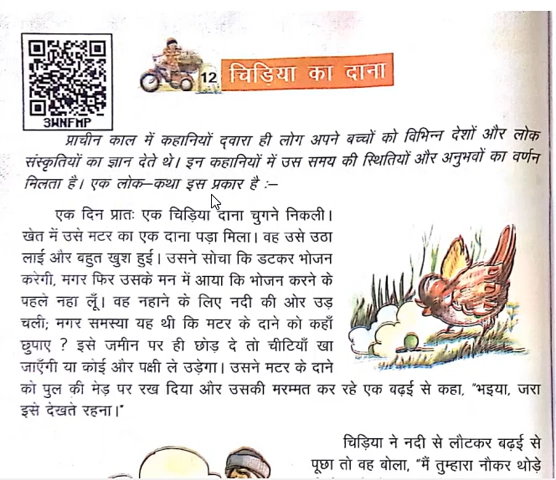 3WNFMP
12
चिड़िया का दाना
प्राचीन काल में कहानियों द्वारा ही लोग अपने बच्चों को विभिन्न देशों और लोक
संस्कृतियों का ज्ञान देते थे। इन कहानियों में उस समय की स्थितियों और अनुभवों का वर्णन
मिलता है। एक लोक–कथा इस प्रकार है :–
एक दिन प्रातः एक चिड़िया दाना चुगने निकली।
खेत में उसे मटर का एक दाना पड़ा मिला। वह उसे उठा
लाई और बहुत खुश हुई। उसने सोचा कि डटकर भोजन
करेगी, मगर फिर उसके मन में आया कि भोजन करने के
पहले नहा लूँ। वह नहाने के लिए नदी की ओर उड़
चली; मगर समस्या यह थी कि मटर के दाने को कहाँ
छुपाए ? इसे जमीन पर ही छोड़ दे तो चीटियाँ खा
जाएँगी या कोई और पक्षी ले उड़ेगा। उसने मटर के दाने
को पुल की मेड़ पर रख दिया और उसकी मरम्मत कर रहे एक बढ़ई से कहा, "भइया, जरा
इसे देखते रहना।"
चिड़िया ने नदी से लौटकर बढ़ई से
पूछा तो वह बोला, "मैं तुम्हारा नौकर थोड़े